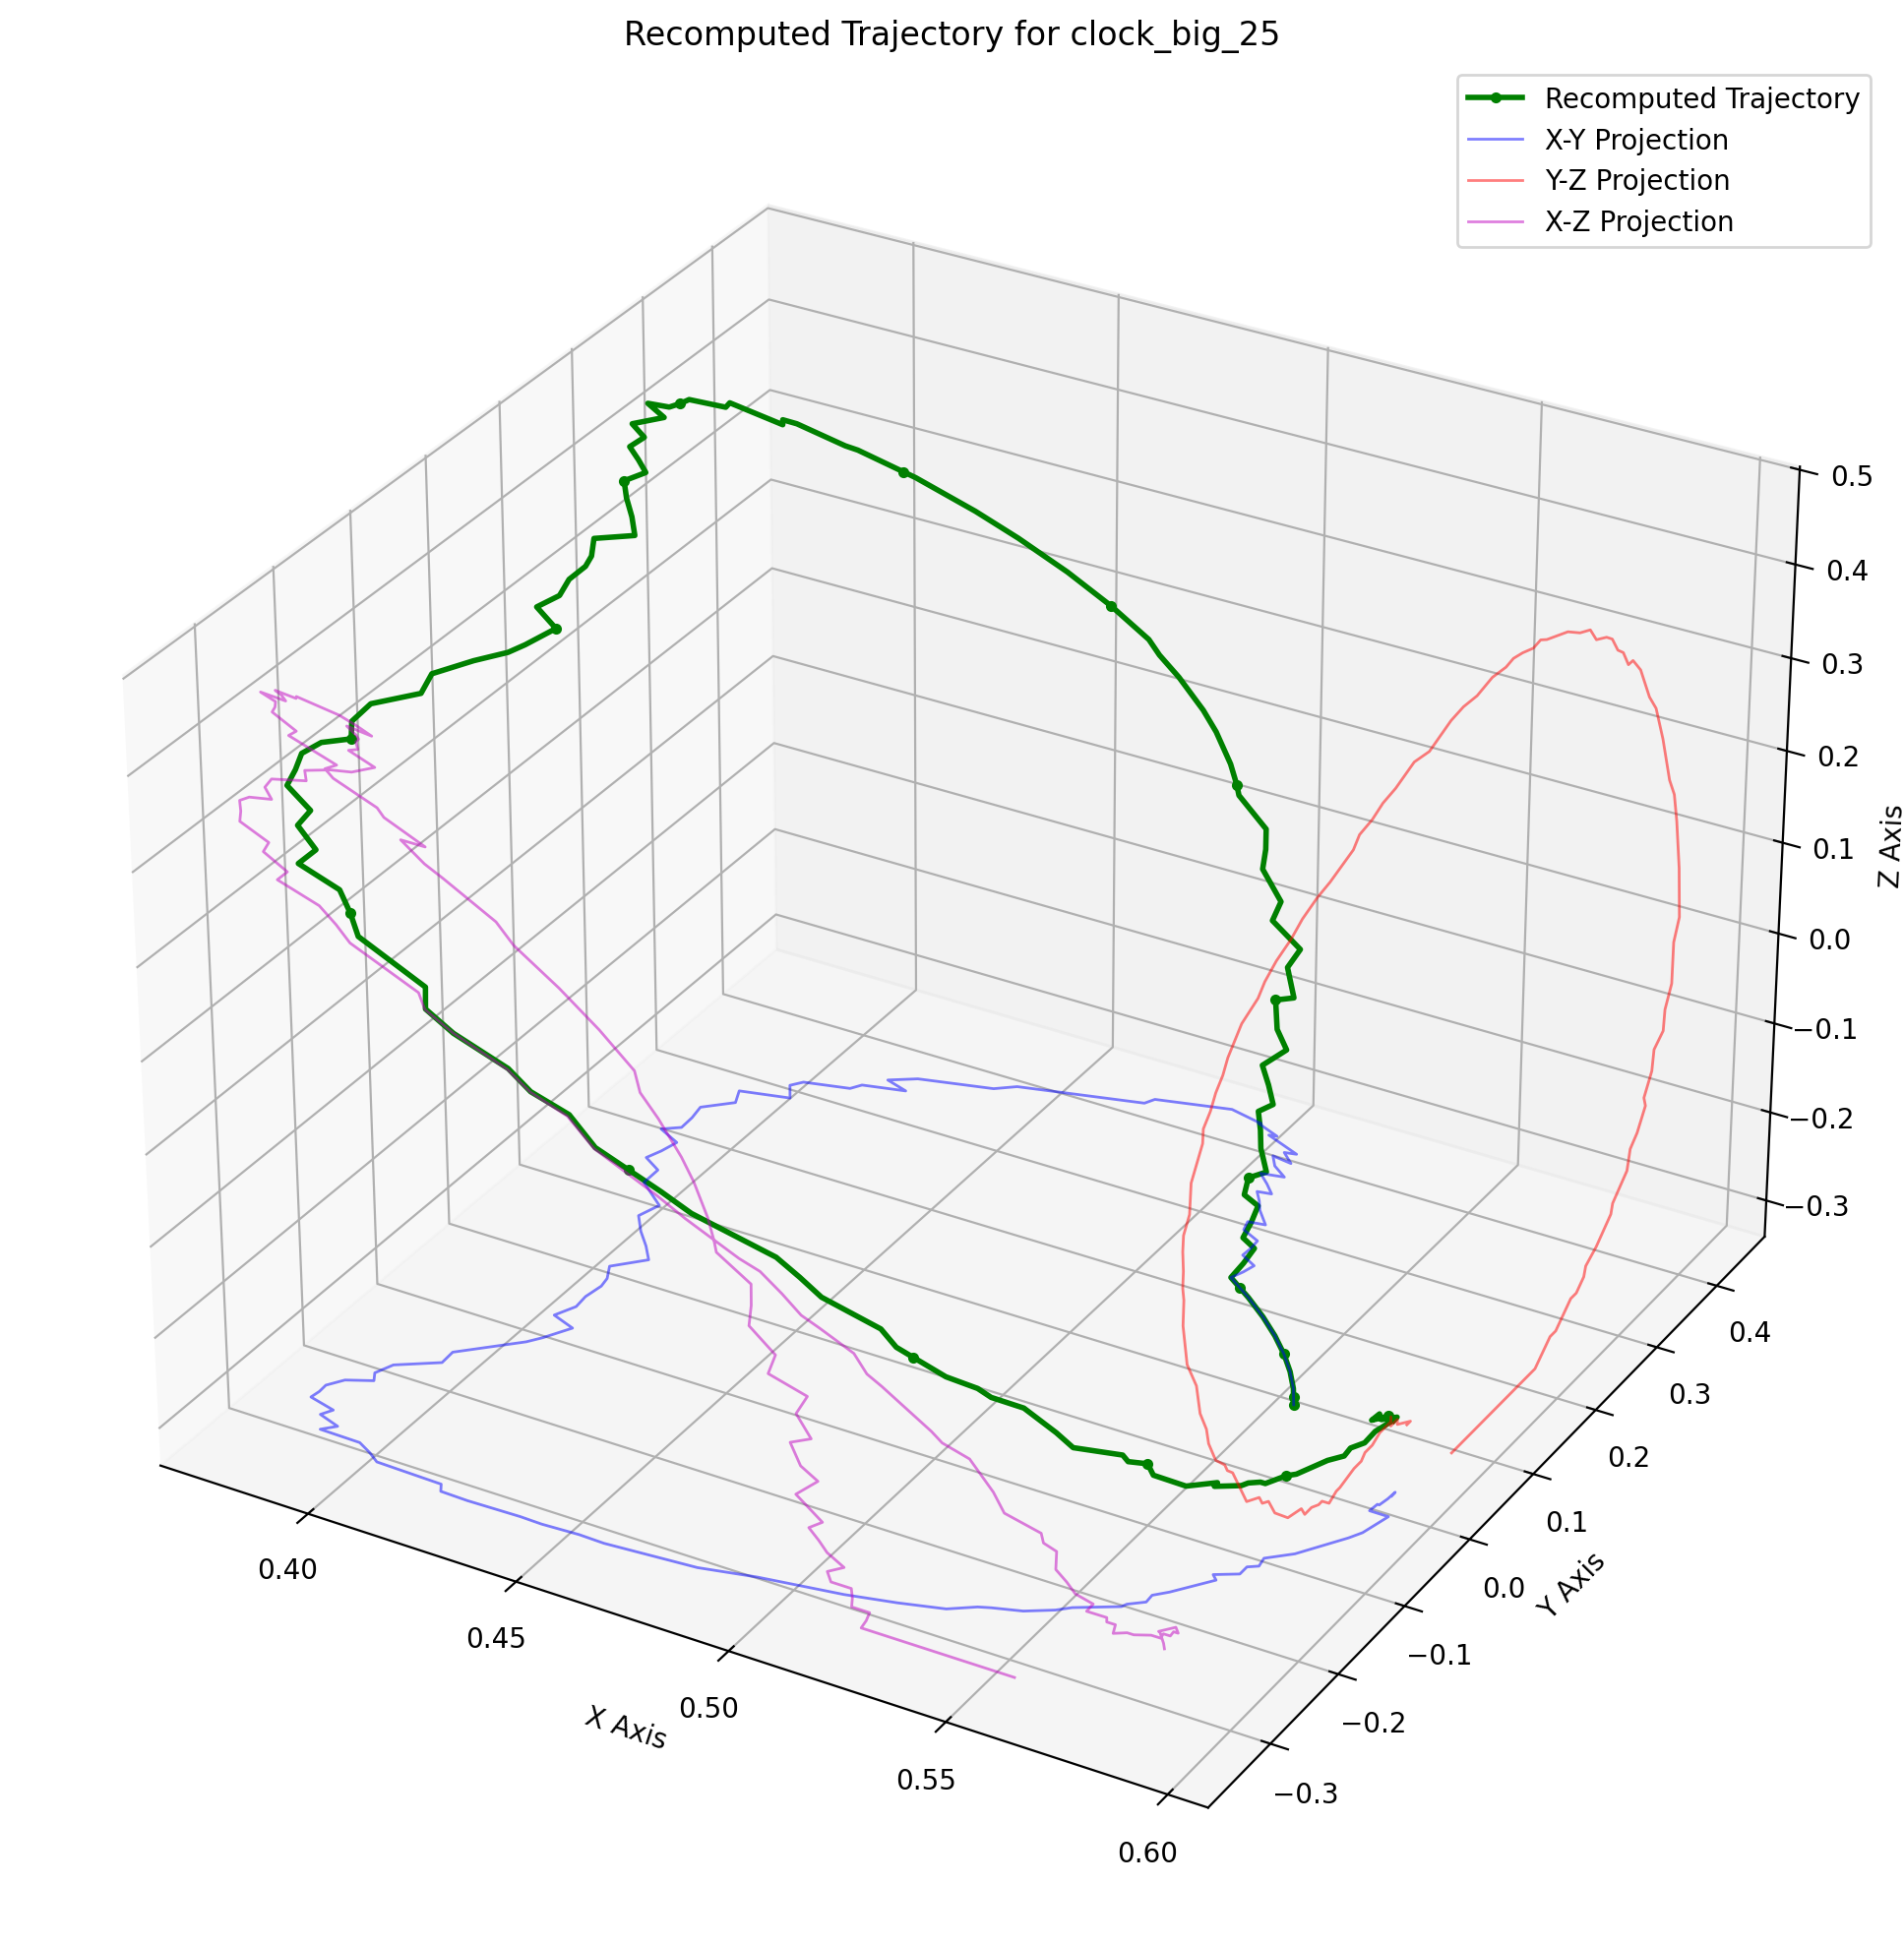 Recomputed Trajectory for clock_big_25
Recomputed Trajectory
X-Y Projection
Y-Z Projection
X-Z Projection
0.5
0.4
0.3
0.2
0.1
0.0
−0.1
−0.2
−0.3
Z Axis
0.4
0.3
0.2
0.1
0.0
−0.1
−0.2
−0.3
Y Axis
0.40
0.45
0.50
0.55
0.60
X Axis